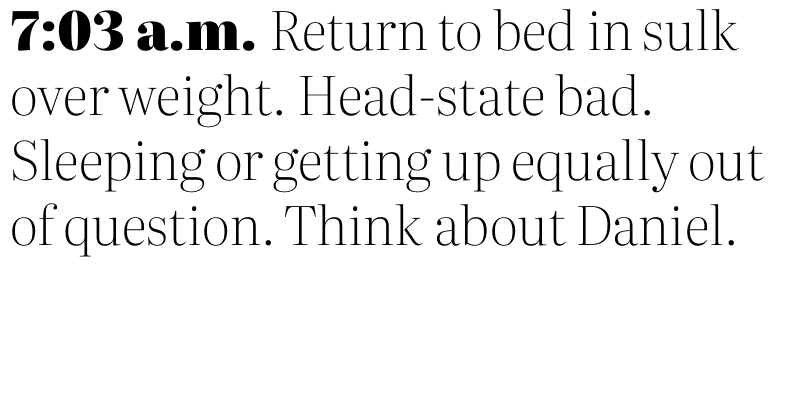 7:03 a.m. Return to bed in sulk
over weight. Head-state bad.
Sleeping or getting up equally out
of question. Think about Daniel.